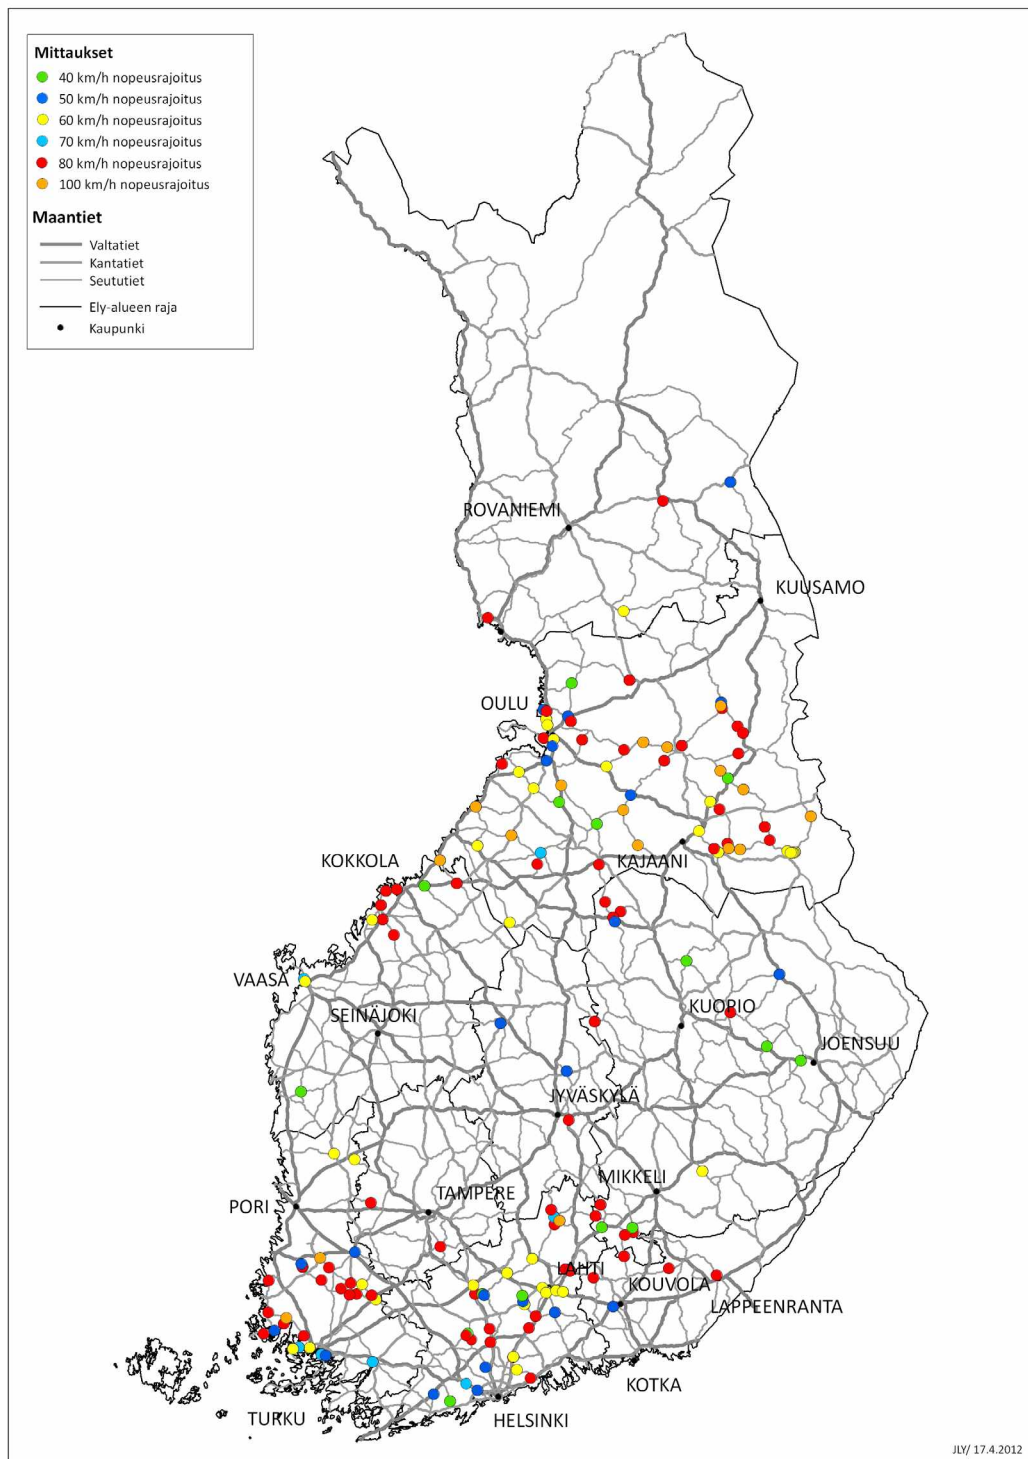 Mittaukset
40 km/h nopeusrajoitus
50 km/h nopeusrajoitus
60 km/h nopeusrajoitus
70 km/h nopeusrajoitus
80 km/h nopeusrajoitus
100 km/h nopeusrajoitus
Maantiet
Valtatiet
Kantatiet
Seututiet
Ely-alueen raja
Kaupunki
ROVANIEMI
KUUSAMO
OULU
KOKKOLA
KAJAANI
VAASA
SEINÄJOKI
KUOPIO
JOENSUU
JYVÄSKYLÄ
MIKKELI
PORI
TAMPERE
LAHTI
KOUVOLA
LAPPEENRANTA
KOTKA
TURKU
HELSINKI
JLY/ 17.4.2012